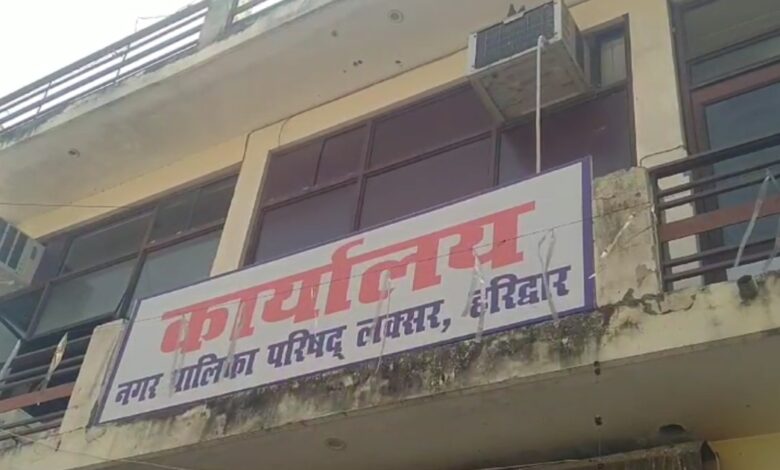 कार्यालय
नगर पालिका परिषद् लक्सर, हरिद्वार